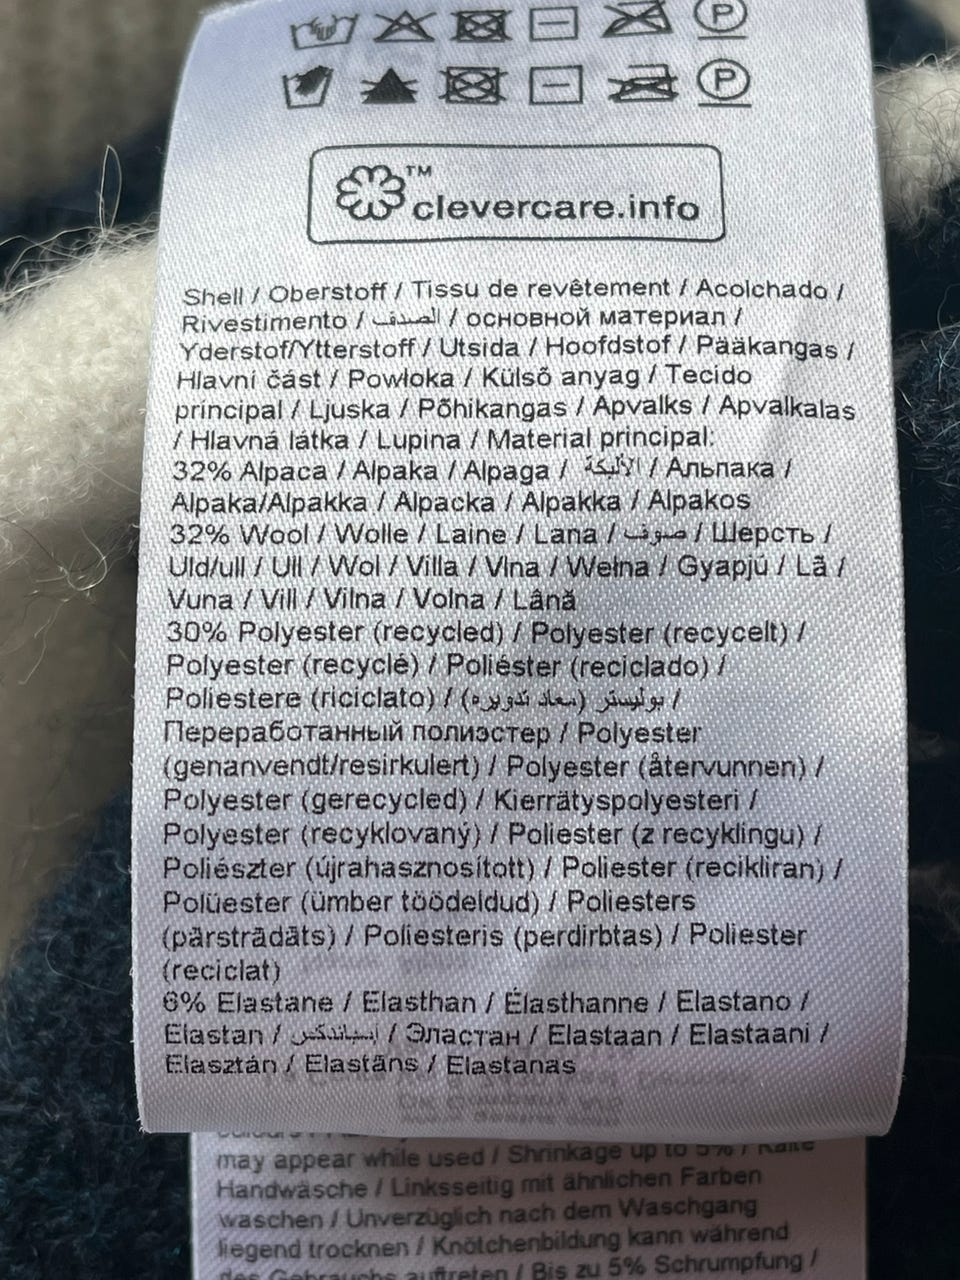 P
P
clevercare.info™
Shell / Oberstoff / Tissu de revêtement / Acolchado /
Rivestimento / الصدف / основной материал /
Yderstof/Ytterstoff / Utsida / Hoofdstof / Pääkangas /
Hlavní část / Powłoka / Külső anyag / Tecido
principal / Ljuska / Põhikangas / Apvalks / Apvalkalas
/ Hlavná látka / Lupina / Material principal:
32% Alpaca / Alpaka / Alpaga / الألبكة / Альпака /
Alpaka/Alpakka / Alpacka / Alpakka / Alpakos
32% Wool / Wolle / Laine / Lana / صوف / Шерсть /
Uld/ull / Ull / Wol / Villa / Vlna / Wełna / Gyapjú / Lã /
Vuna / Vill / Vilna / Volna / Lână
30% Polyester (recycled) / Polyester (recycelt) /
Polyester (recyclé) / Poliéster (reciclado) /
Poliestere (riciclato) / بوليستر (معاد تدويره) /
Переработанный полиэстер / Polyester
(genanvendt/resirkulert) / Polyester (återvunnen) /
Polyester (gerecycled) / Kierrätyspolyesteri /
Polyester (recyklovaný) / Poliester (z recyklingu) /
Poliészter (újrahasznosított) / Poliester (recikliran) /
Polüester (ümber töödeldud) / Poliesters
(pārstrādāts) / Poliesteris (perdirbtas) / Poliester
(reciclat)
6% Elastane / Elasthan / Élasthanne / Elastano /
Elastan / / Эластан / Elastaan / Elastaani /
Elasztán / Elastāns / Elastanas
may appear while used / Shrinkage up to 5% / Kalte
Handwäsche / Linksseitig mit ähnlichen Farben
waschen / Unverzüglich nach dem Waschgang
liegend trocknen / Knötchenbildung kann während
des Gebrauchs auftreten / Bis zu 5% Schrumpfung /